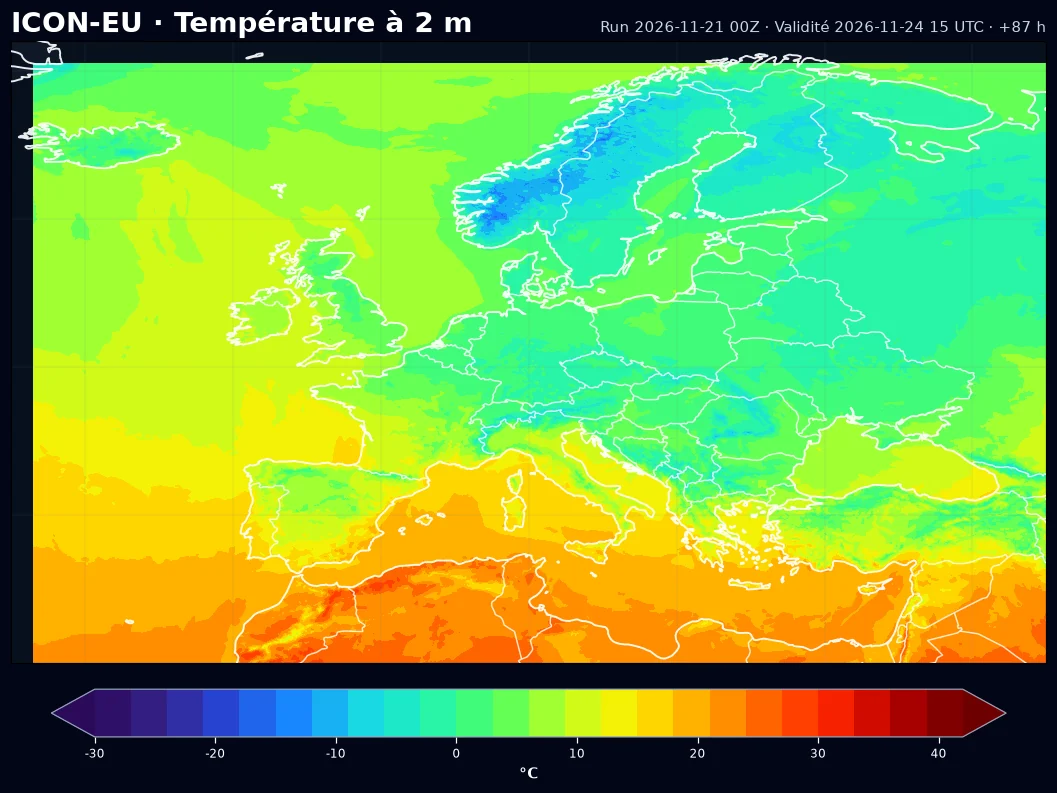 ICON-EU · Température à 2 m
Run 2026-11-21 00Z · Validité 2026-11-24 15 UTC · +87 h
-30 -20 -10 0 10 20 30 40
°C